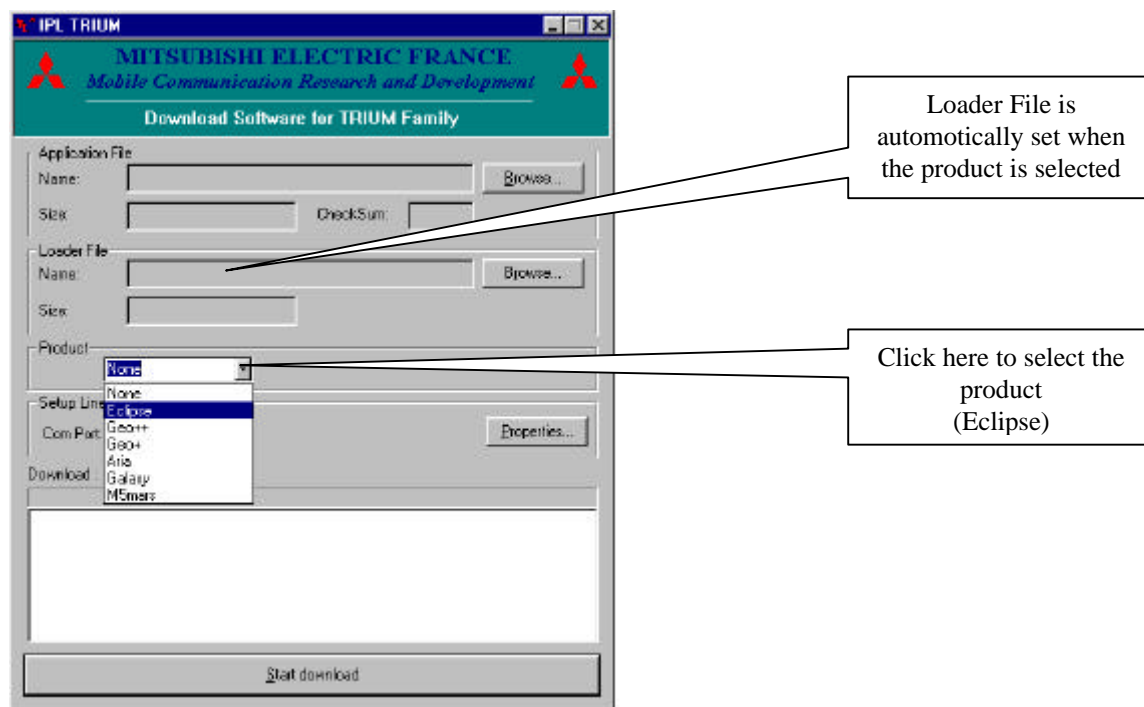 IPL TRIUM
MITSUBISHI ELECTRIC FRANCE
Mobile Communication Research and Development
Download Software for TRIUM Family
Application File
Name:
Browse...
Size:
CheckSum:
Loader File
Name:
Browse...
Size:
Product
None
None
Eclipse
Geo++
Geo+
Aria
Galaxy
M5mars
Setup Line
Com Port:
Properties...
Download
Start download
Loader File is
automotically set when
the product is selected
Click here to select the
product
(Eclipse)